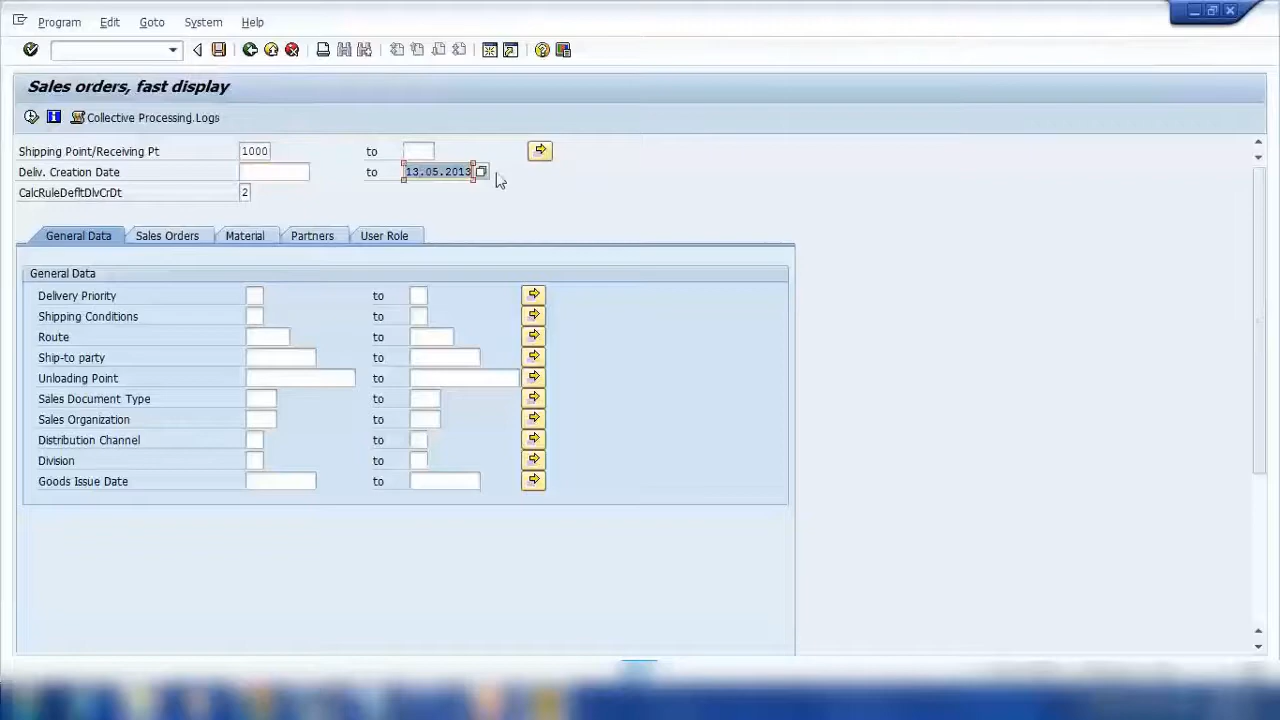 Program Edit Goto System Help
Sales orders, fast display
Collective Processing Logs
Shipping Point/Receiving Pt 1000 to
Deliv. Creation Date to 13.05.2013
CalcRuleDefltDlvCrDt 2
General Data Sales Orders Material Partners User Role
General Data
Delivery Priority to
Shipping Conditions to
Route to
Ship-to party to
Unloading Point to
Sales Document Type to
Sales Organization to
Distribution Channel to
Division to
Goods Issue Date to